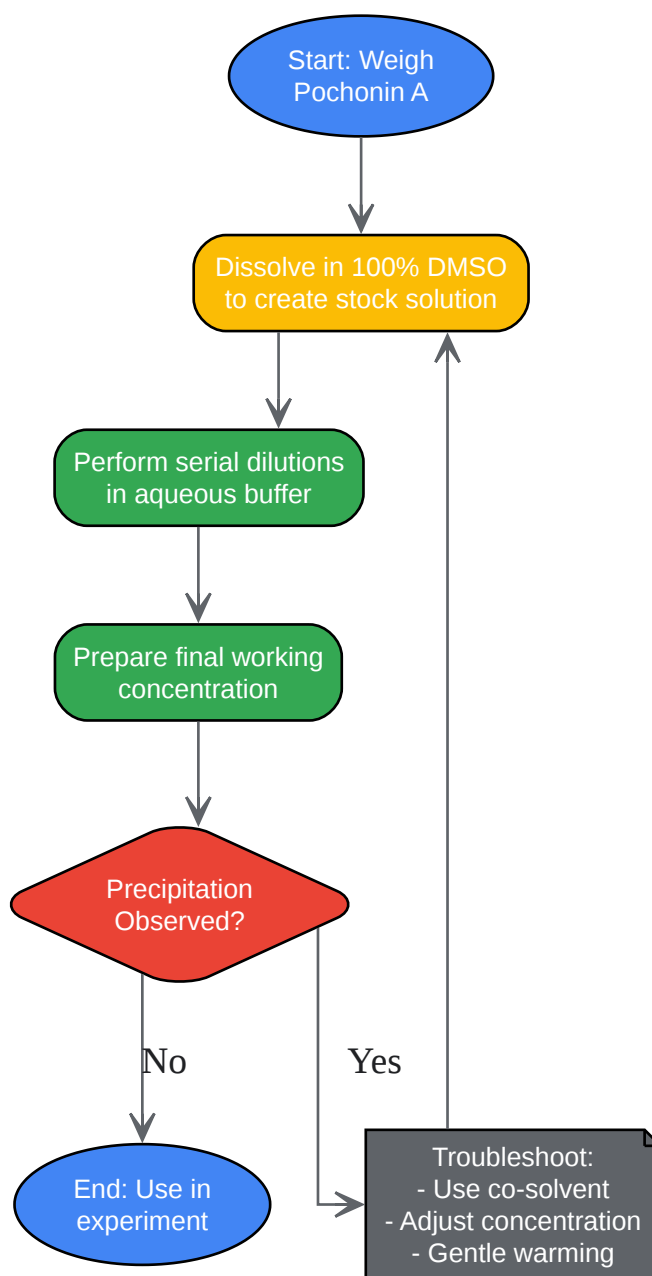 Start: Weigh
Pochonin A
Dissolve in 100% DMSO
to create stock solution
Perform serial dilutions
in aqueous buffer
Prepare final working
concentration
Precipitation
Observed?
No
Yes
End: Use in
experiment
Troubleshoot:
- Use co-solvent
- Adjust concentration
- Gentle warming